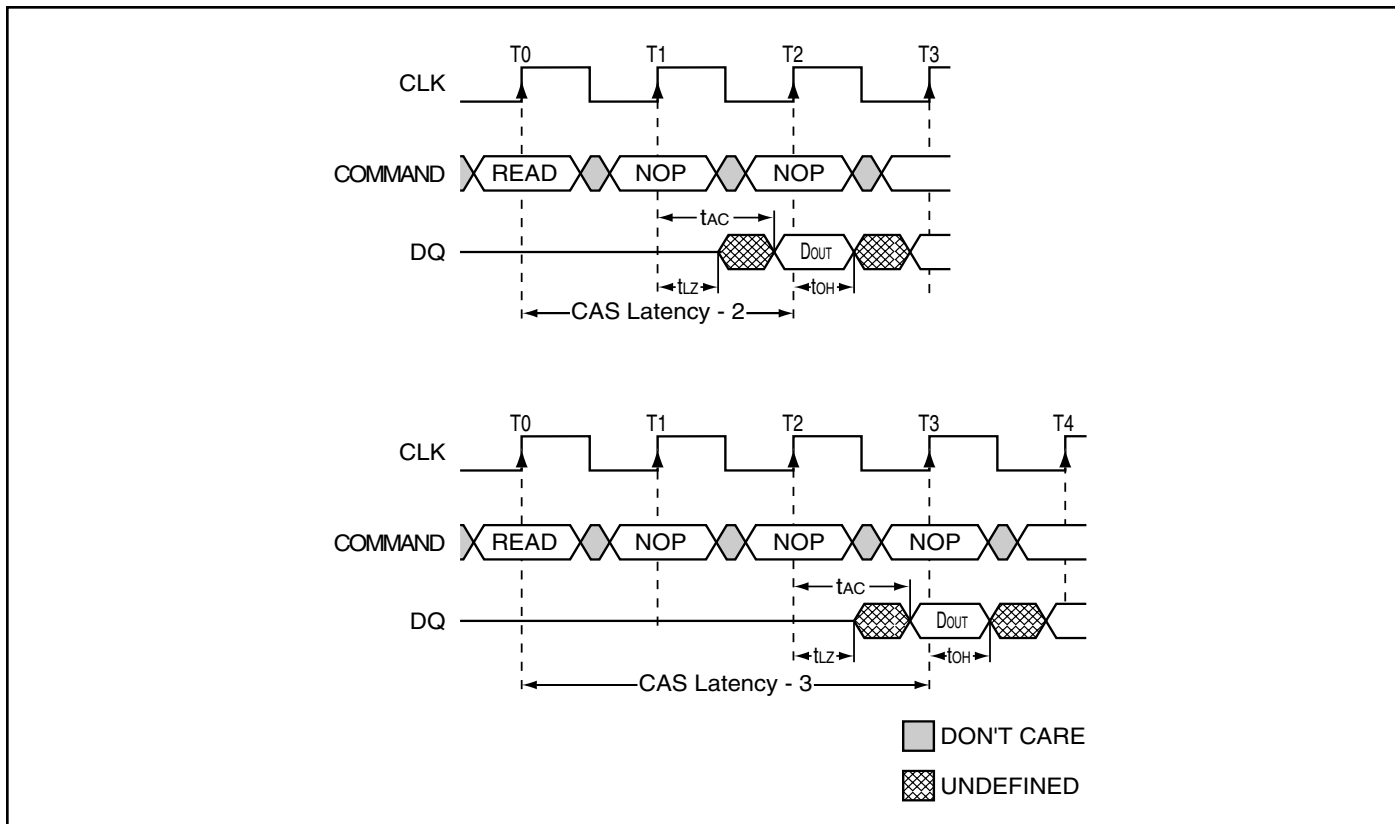 T0 T1 T2 T3
CLK
COMMAND READ NOP NOP
tAC
DQ DOUT
tLZ tOH
CAS Latency - 2
T0 T1 T2 T3 T4
CLK
COMMAND READ NOP NOP NOP
tAC
DQ DOUT
tLZ tOH
CAS Latency - 3
DON'T CARE
UNDEFINED